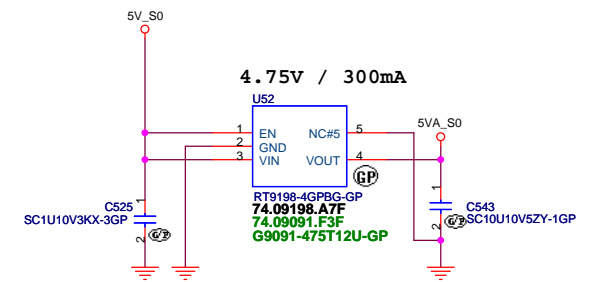 5V_S0
4.75V / 300mA
U52
5VA_S0
1 EN NC#5 5
2 GND
3 VIN VOUT 4
GP
RT9198-4GPBG-GP
74.09198.A7F
74.09091.F3F
G9091-475T12U-GP
1
C525
SC1U10V3KX-3GP
2
G/P
1
C543
SC10U10V5ZY-1GP
2
G/P